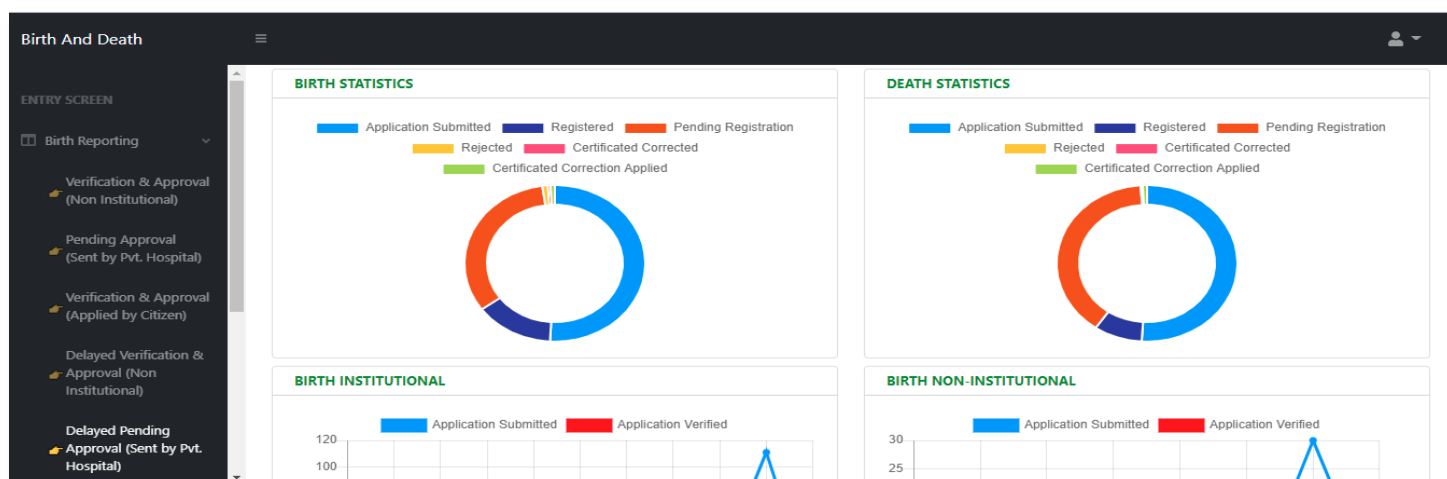 Birth And Death
ENTRY SCREEN
Birth Reporting
Verification & Approval
(Non Institutional)
Pending Approval
(Sent by Pvt. Hospital)
Verification & Approval
(Applied by Citizen)
Delayed Verification &
Approval (Non
Institutional)
Delayed Pending
Approval (Sent by Pvt.
Hospital)
BIRTH STATISTICS
Application Submitted Registered Pending Registration
Rejected Certificated Corrected
Certificated Correction Applied
DEATH STATISTICS
Application Submitted Registered Pending Registration
Rejected Certificated Corrected
Certificated Correction Applied
BIRTH INSTITUTIONAL
Application Submitted Application Verified
120
100
BIRTH NON-INSTITUTIONAL
Application Submitted Application Verified
30
25